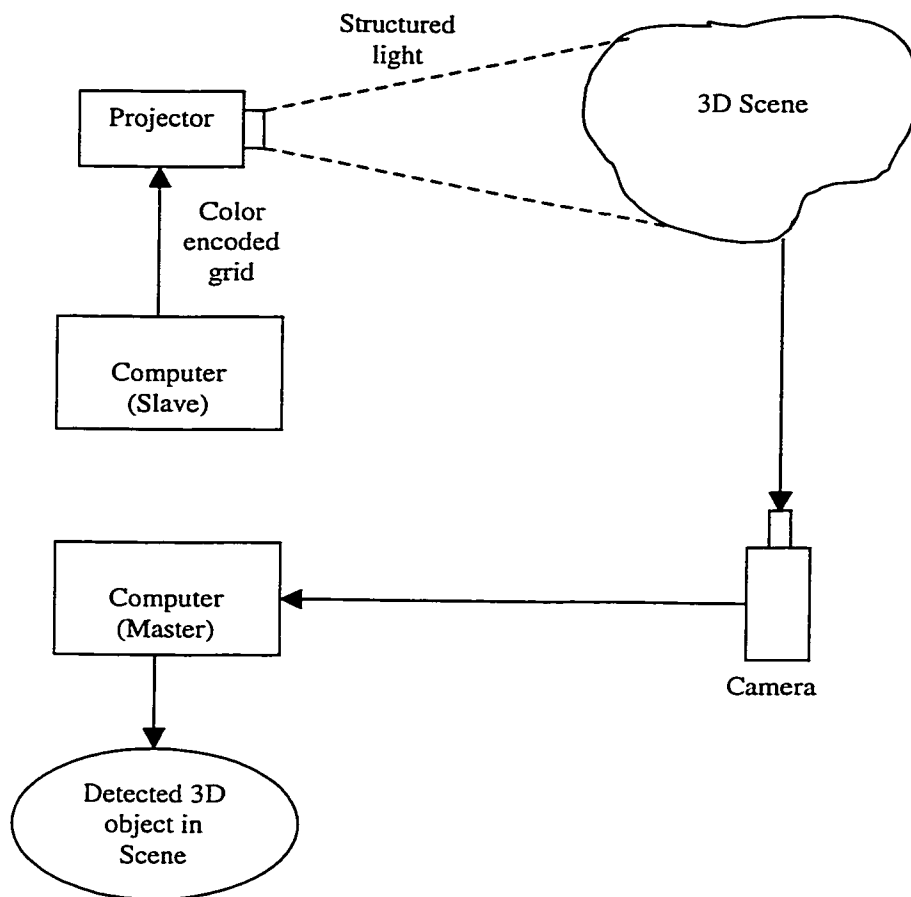 Structured
light
Projector
3D Scene
Color
encoded
grid
Computer
(Slave)
Computer
(Master)
Camera
Detected 3D
object in
Scene